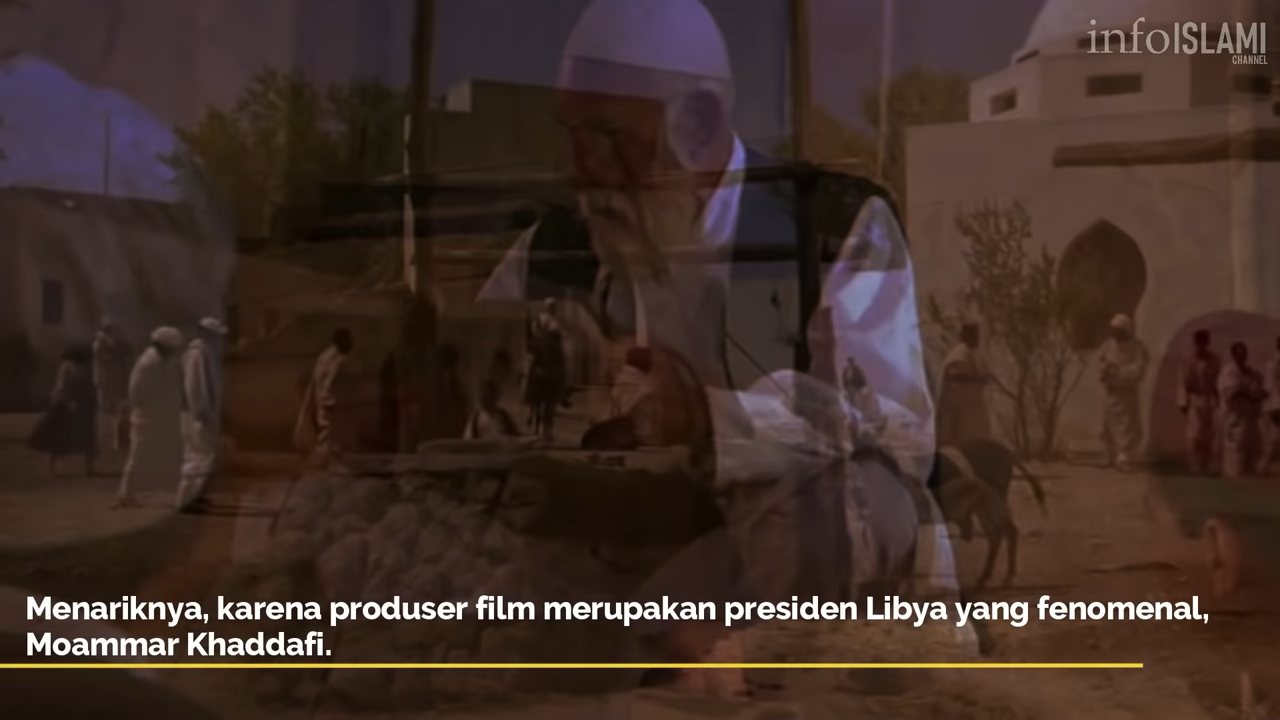 infoISLAMI
CHANNEL
Menariknya, karena produser film merupakan presiden Libya yang fenomenal,
Moammar Khaddafi.